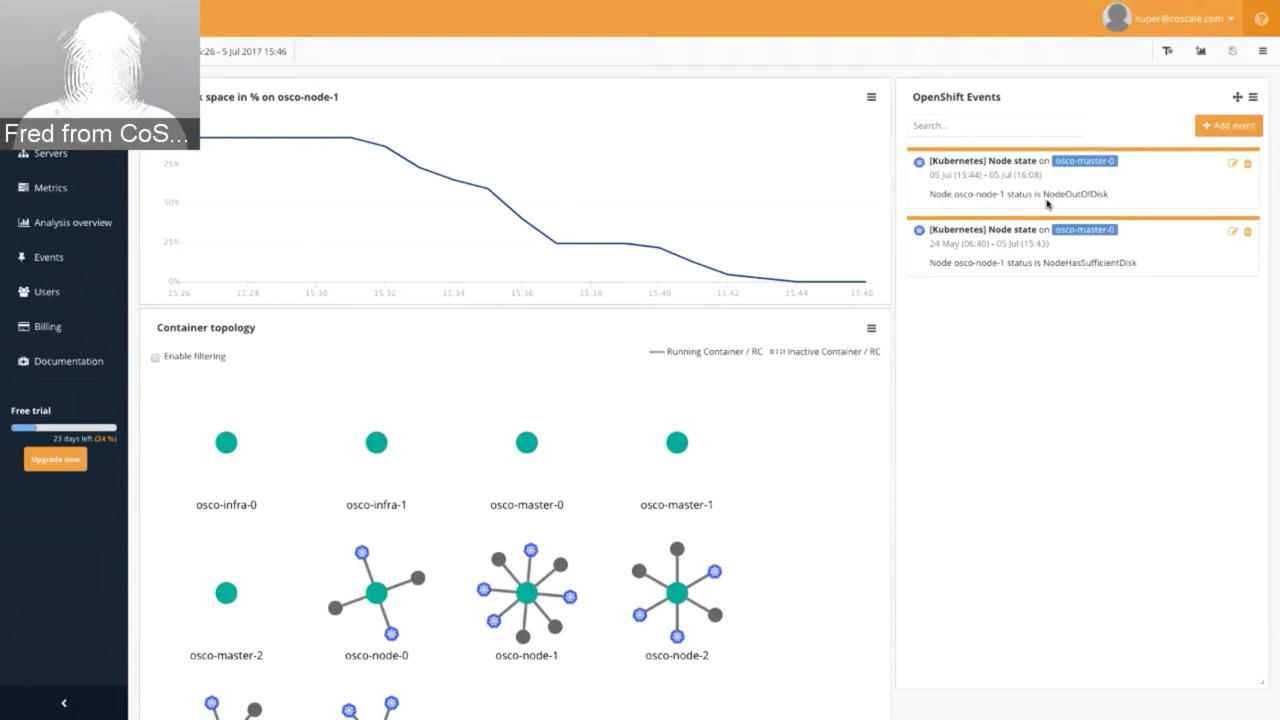 super@coscale.com
Fred from CoS...
5:26 - 5 Jul 2017 15:46
Servers
Metrics
Analysis overview
Events
Users
Billing
Documentation
Free trial
23 days left (24 %)
Upgrade now
k space in % on osco-node-1
75%
50%
25%
0%
15:26 15:28 15:30 15:32 15:34 15:36 15:38 15:40 15:42 15:44 15:46
Container topology
Enable filtering
Running Container / RC Inactive Container / RC
osco-infra-0 osco-infra-1 osco-master-0 osco-master-1
osco-master-2 osco-node-0 osco-node-1 osco-node-2
OpenShift Events
Search...
+ Add event
[Kubernetes] Node state on osco-master-0
05 Jul (15:44) - 05 Jul (16:08)
Node osco-node-1 status is NodeOutOfDisk
[Kubernetes] Node state on osco-master-0
24 May (06:40) - 05 Jul (15:43)
Node osco-node-1 status is NodeHasSufficientDisk